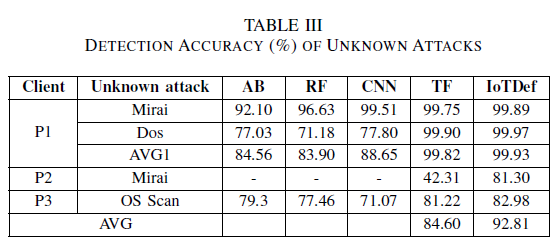 TABLE III
DETECTION ACCURACY (%) OF UNKNOWN ATTACKS
Client Unknown attack AB RF CNN TF IoTDef
P1 Mirai 92.10 96.63 99.51 99.75 99.89
Dos 77.03 71.18 77.80 99.90 99.97
AVG1 84.56 83.90 88.65 99.82 99.93
P2 Mirai - - - 42.31 81.30
P3 OS Scan 79.3 77.46 71.07 81.22 82.98
AVG 84.60 92.81